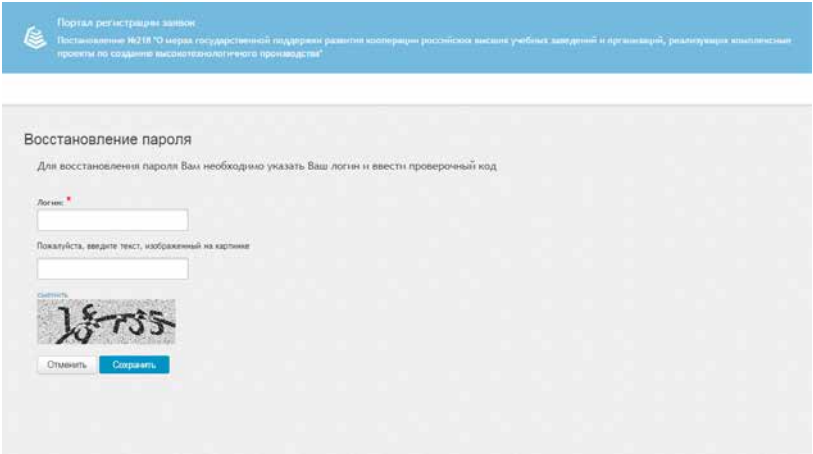 Портал регистрации заявок
Постановление №218 "О мерах государственной поддержки развития кооперации российских высших учебных заведений и организаций, реализующих комплексные
проекты по созданию высокотехнологичного производства"
Восстановление пароля
Для восстановления пароля Вам необходимо указать Ваш логин и ввести проверочный код
Логин: *
Пожалуйста, введите текст, изображенный на картинке
сменить
Отменить Сохранить